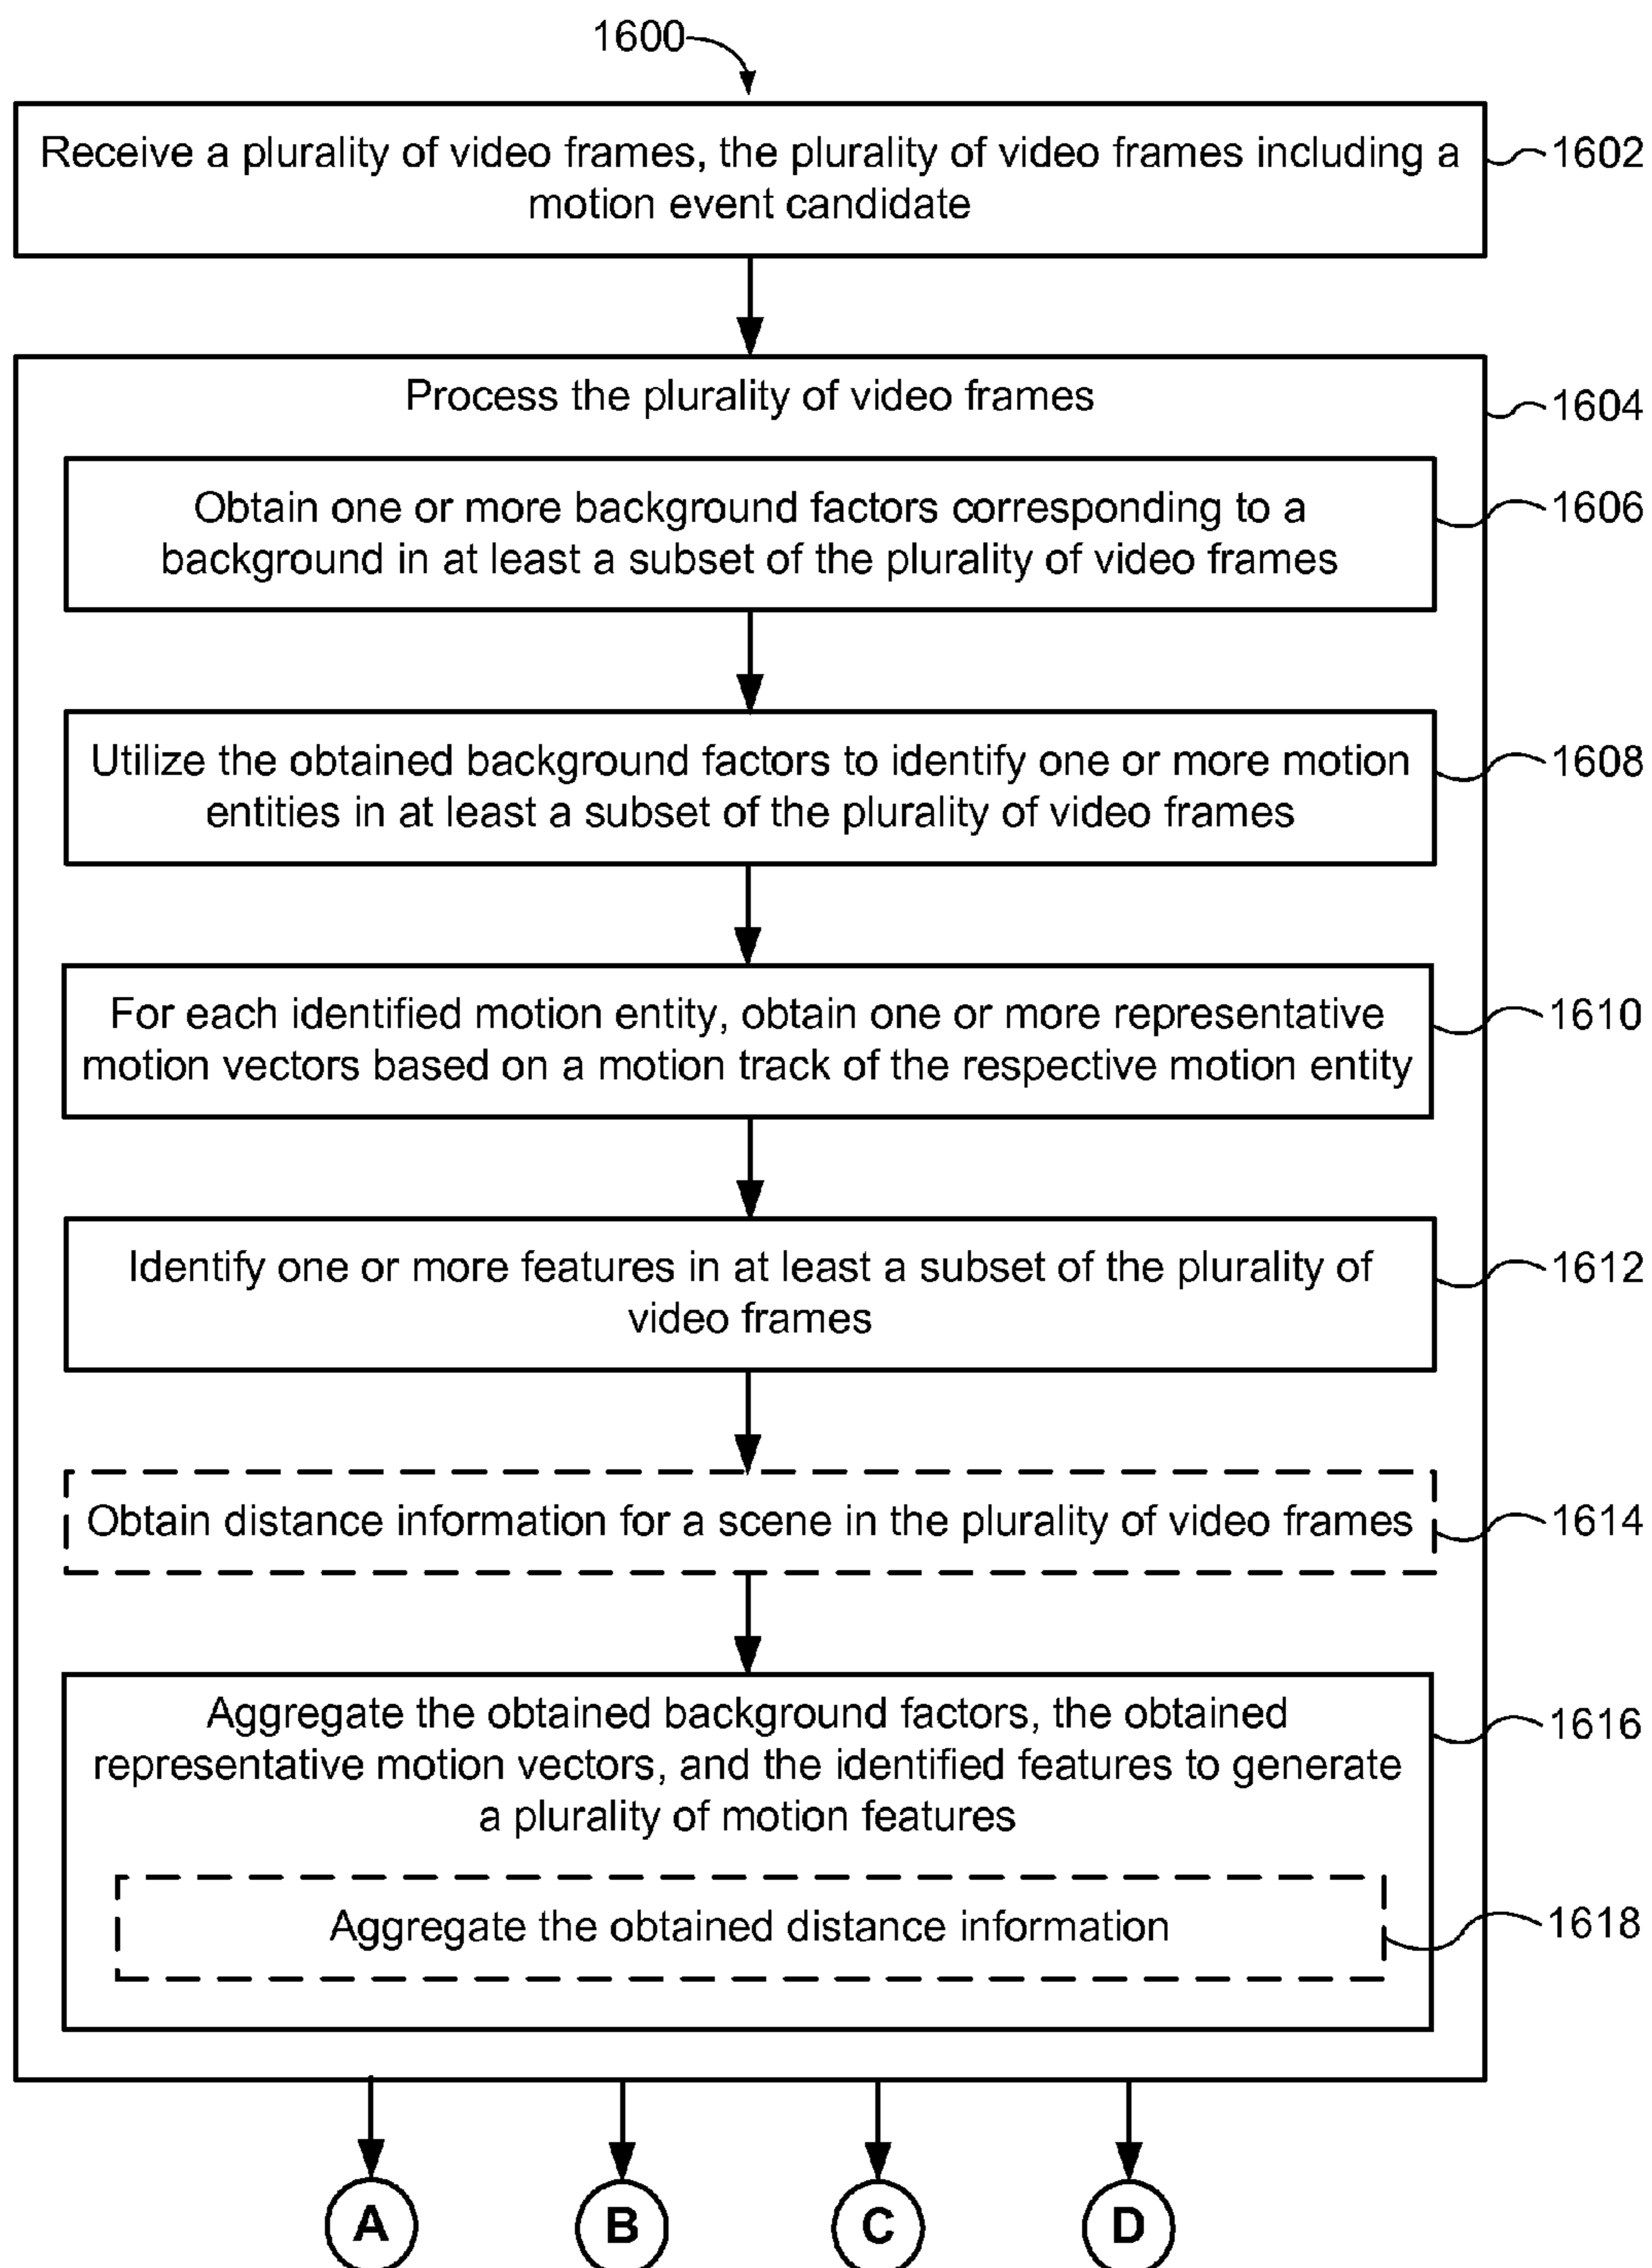 1600
Receive a plurality of video frames, the plurality of video frames including a
motion event candidate
1602
Process the plurality of video frames
1604
Obtain one or more background factors corresponding to a
background in at least a subset of the plurality of video frames
1606
Utilize the obtained background factors to identify one or more motion
entities in at least a subset of the plurality of video frames
1608
For each identified motion entity, obtain one or more representative
motion vectors based on a motion track of the respective motion entity
1610
Identify one or more features in at least a subset of the plurality of
video frames
1612
Obtain distance information for a scene in the plurality of video frames
1614
Aggregate the obtained background factors, the obtained
representative motion vectors, and the identified features to generate
a plurality of motion features
1616
Aggregate the obtained distance information
1618
A
B
C
D